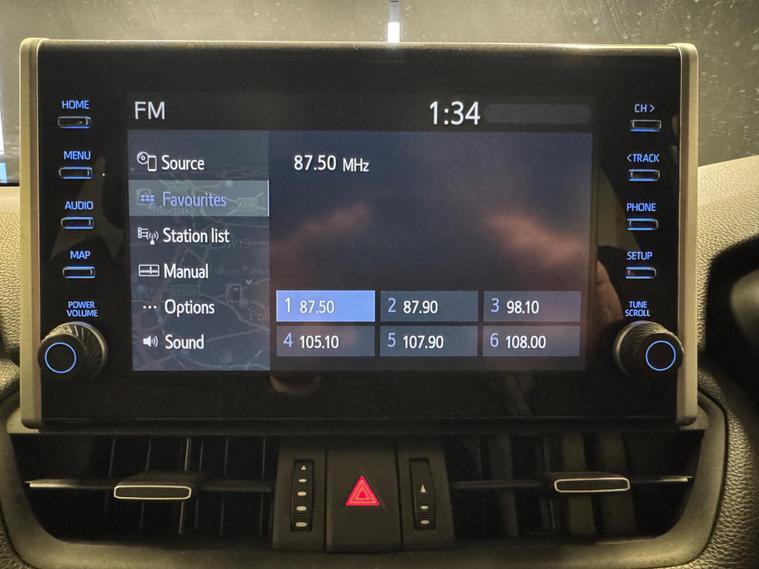 FM
1:34
HOME
MENU
AUDIO
MAP
POWER
VOLUME
Source
Favourites
Station list
Manual
Options
Sound
87.50 MHz
1 87.50
2 87.90
3 98.10
4 105.10
5 107.90
6 108.00
CH >
< TRACK
PHONE
SETUP
TUNE
SCROLL